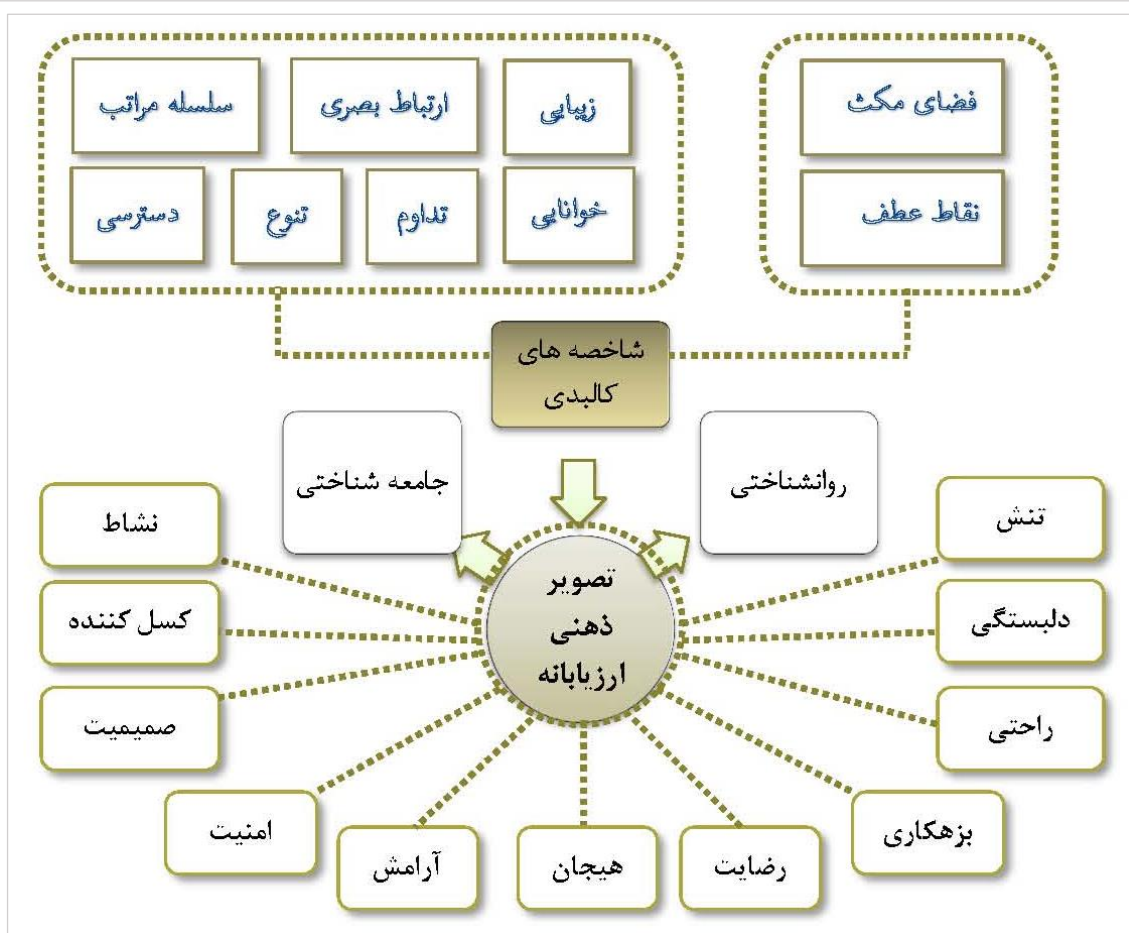 فضای مکث
نقاط عطف
زیبایی
ارتباط بصری
سلسله مراتب
خوانایی
تداوم
تنوع
دسترسی
شاخصه های
کالبدی
روانشناختی
جامعه شناختی
تصویر
ذهنی
ارزیابانه
تنش
دلبستگی
راحتی
بزهکاری
رضایت
هیجان
آرامش
امنیت
صمیمیت
کسل کننده
نشاط